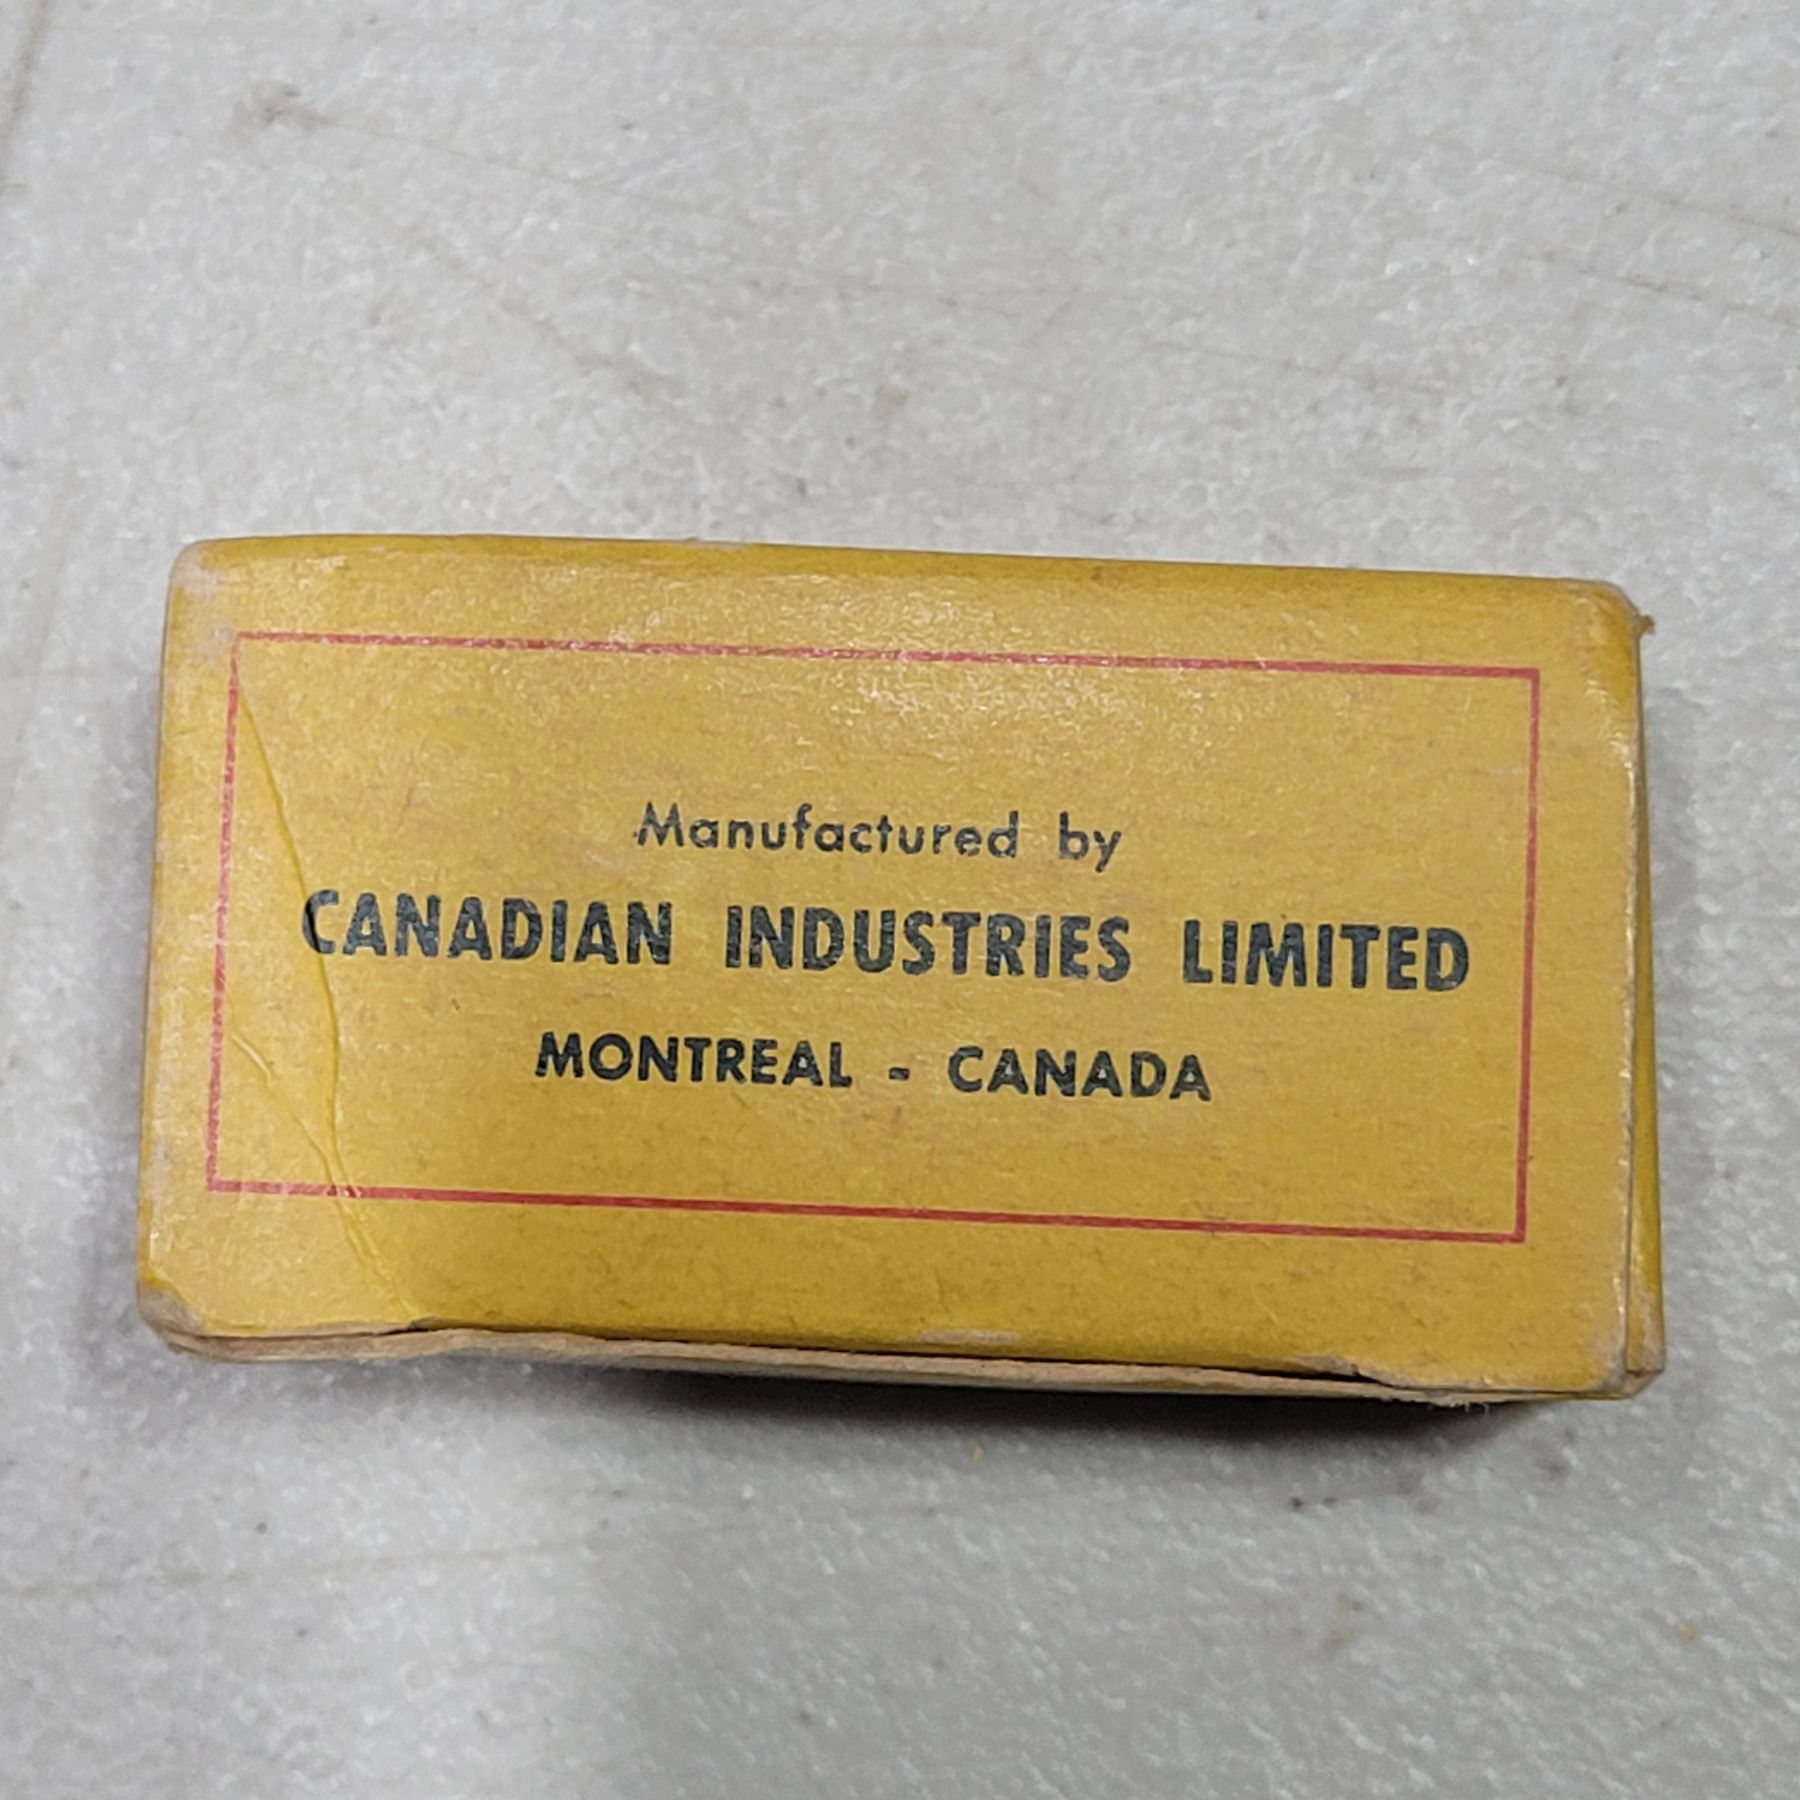 Manufactured by
CANADIAN INDUSTRIES LIMITED
MONTREAL - CANADA